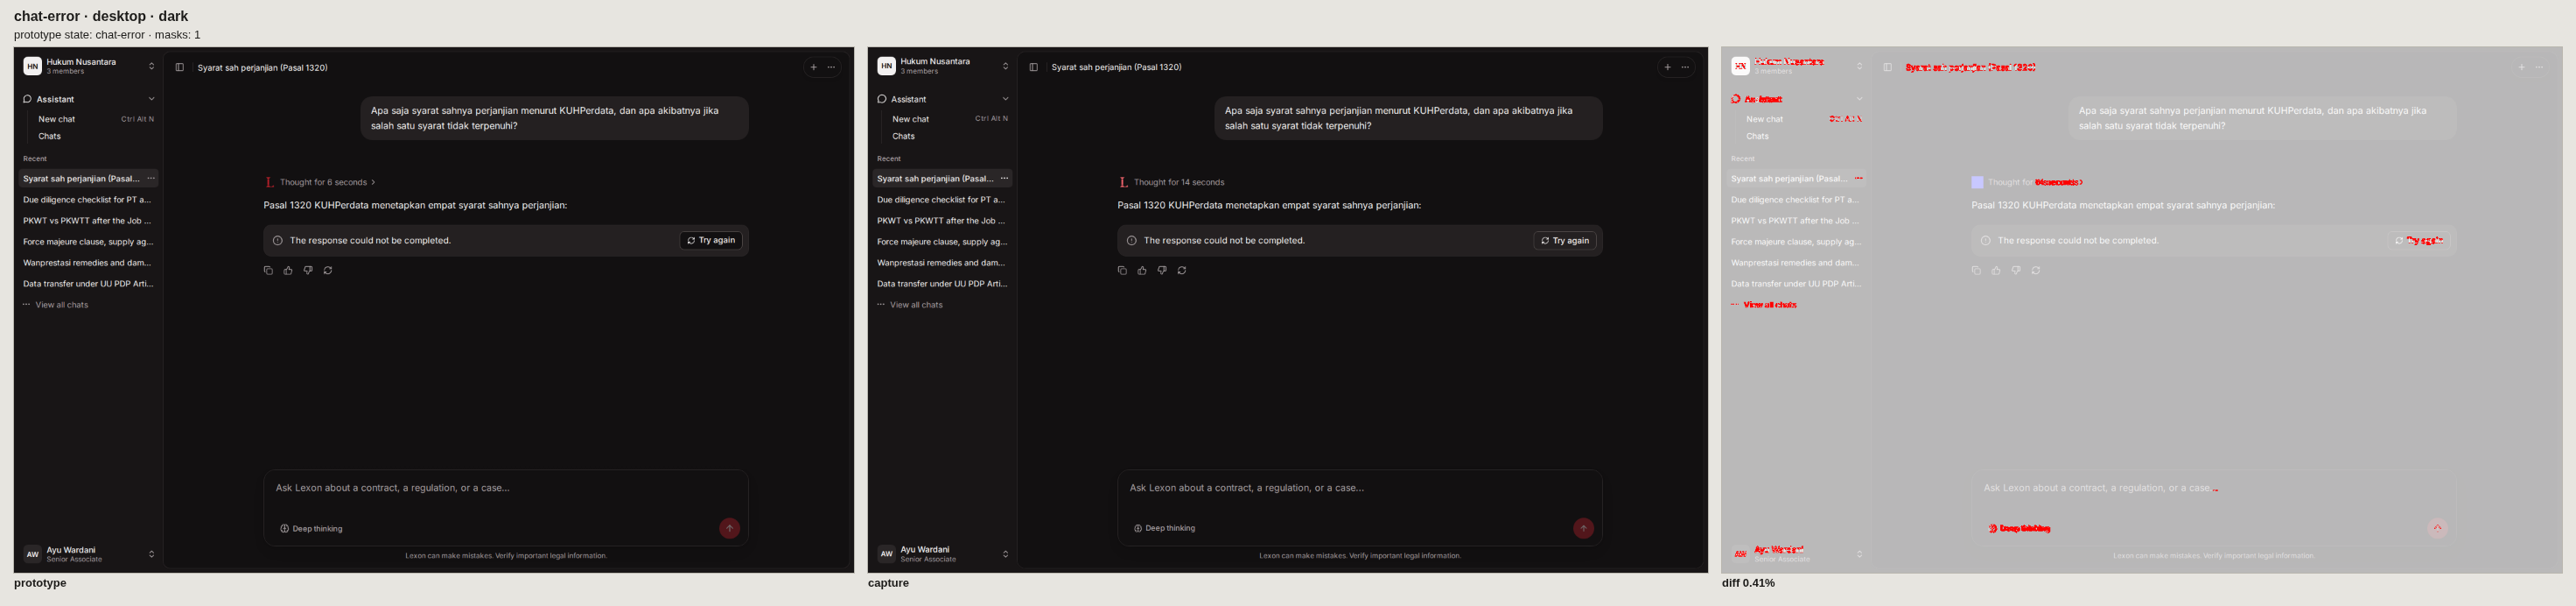 chat-error · desktop · dark
prototype state: chat-error · masks: 1
HN
Hukum Nusantara
3 members
Assistant
New chat
Ctrl Alt N
Chats
Recent
Syarat sah perjanjian (Pasal...
Due diligence checklist for PT a...
PKWT vs PKWTT after the Job ...
Force majeure clause, supply ag...
Wanprestasi remedies and dam...
Data transfer under UU PDP Arti...
View all chats
AW
Ayu Wardani
Senior Associate
Syarat sah perjanjian (Pasal 1320)
Apa saja syarat sahnya perjanjian menurut KUHPerdata, dan apa akibatnya jika
salah satu syarat tidak terpenuhi?
L Thought for 6 seconds
Pasal 1320 KUHPerdata menetapkan empat syarat sahnya perjanjian:
The response could not be completed.
Try again
Ask Lexon about a contract, a regulation, or a case...
Deep thinking
Lexon can make mistakes. Verify important legal information.
prototype
HN
Hukum Nusantara
3 members
Assistant
New chat
Ctrl Alt N
Chats
Recent
Syarat sah perjanjian (Pasal...
Due diligence checklist for PT a...
PKWT vs PKWTT after the Job ...
Force majeure clause, supply ag...
Wanprestasi remedies and dam...
Data transfer under UU PDP Arti...
View all chats
AW
Ayu Wardani
Senior Associate
Syarat sah perjanjian (Pasal 1320)
Apa saja syarat sahnya perjanjian menurut KUHPerdata, dan apa akibatnya jika
salah satu syarat tidak terpenuhi?
L Thought for 14 seconds
Pasal 1320 KUHPerdata menetapkan empat syarat sahnya perjanjian:
The response could not be completed.
Try again
Ask Lexon about a contract, a regulation, or a case...
Deep thinking
Lexon can make mistakes. Verify important legal information.
capture
3 members
New chat
Chats
Recent
Syarat sah perjanjian (Pasal...
Due diligence checklist for PT a...
PKWT vs PKWTT after the Job ...
Force majeure clause, supply ag...
Wanprestasi remedies and dam...
Data transfer under UU PDP Arti...
View all chats
Senior Associate
Apa saja syarat sahnya perjanjian menurut KUHPerdata, dan apa akibatnya jika
salah satu syarat tidak terpenuhi?
Thought for
Pasal 1320 KUHPerdata menetapkan empat syarat sahnya perjanjian:
The response could not be completed.
Try again
Ask Lexon about a contract, a regulation, or a case...
Lexon can make mistakes. Verify important legal information.
diff 0.41%